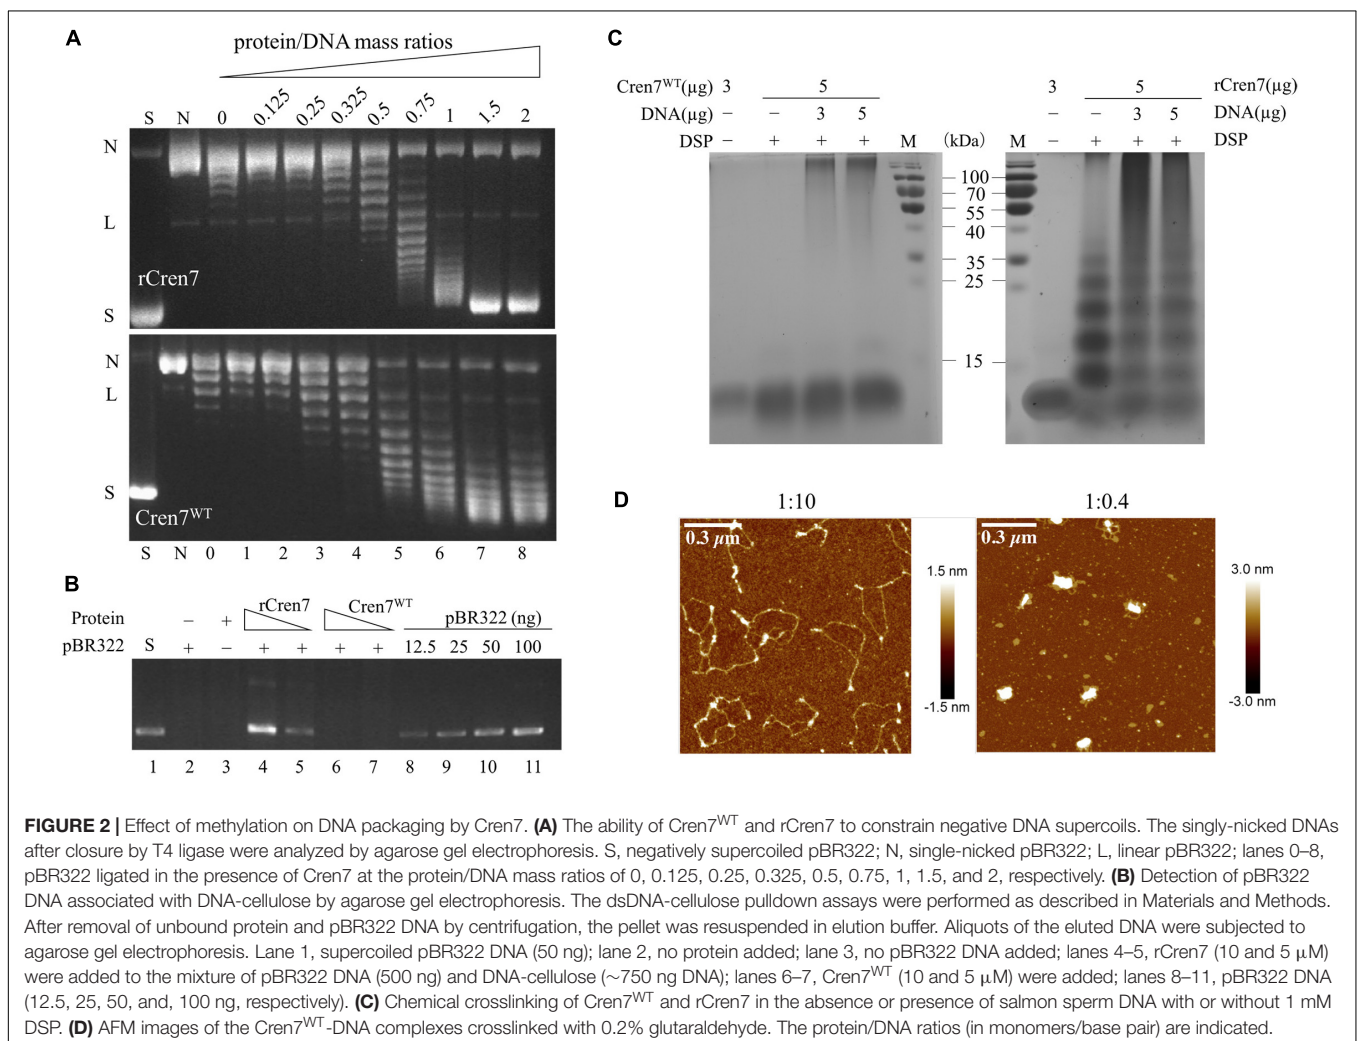 A
protein/DNA mass ratios
S N 0 0.125 0.25 0.325 0.5 0.75 1 1.5 2
N
L
rCren7
S
N
L
S
Cren7WT
S N 0 1 2 3 4 5 6 7 8
B
rCren7 Cren7WT
Protein − + pBR322 (ng)
pBR322 S + − + + + + 12.5 25 50 100
1 2 3 4 5 6 7 8 9 10 11
C
Cren7WT(µg) 3 5
DNA(µg) − − 3 5
DSP − + + + M (kDa)
3 5 rCren7(µg)
− − 3 5 DNA(µg)
M − + + + DSP
100
70
55
40
35
25
15
D
1:10 1:0.4
0.3 µm 0.3 µm
1.5 nm 3.0 nm
-1.5 nm -3.0 nm
FIGURE 2 | Effect of methylation on DNA packaging by Cren7. (A) The ability of Cren7WT and rCren7 to constrain negative DNA supercoils. The singly-nicked DNAs
after closure by T4 ligase were analyzed by agarose gel electrophoresis. S, negatively supercoiled pBR322; N, single-nicked pBR322; L, linear pBR322; lanes 0–8,
pBR322 ligated in the presence of Cren7 at the protein/DNA mass ratios of 0, 0.125, 0.25, 0.325, 0.5, 0.75, 1, 1.5, and 2, respectively. (B) Detection of pBR322
DNA associated with DNA-cellulose by agarose gel electrophoresis. The dsDNA-cellulose pulldown assays were performed as described in Materials and Methods.
After removal of unbound protein and pBR322 DNA by centrifugation, the pellet was resuspended in elution buffer. Aliquots of the eluted DNA were subjected to
agarose gel electrophoresis. Lane 1, supercoiled pBR322 DNA (50 ng); lane 2, no protein added; lane 3, no pBR322 DNA added; lanes 4–5, rCren7 (10 and 5 µM)
were added to the mixture of pBR322 DNA (500 ng) and DNA-cellulose (∼750 ng DNA); lanes 6–7, Cren7WT (10 and 5 µM) were added; lanes 8–11, pBR322 DNA
(12.5, 25, 50, and, 100 ng, respectively). (C) Chemical crosslinking of Cren7WT and rCren7 in the absence or presence of salmon sperm DNA with or without 1 mM
DSP. (D) AFM images of the Cren7WT-DNA complexes crosslinked with 0.2% glutaraldehyde. The protein/DNA ratios (in monomers/base pair) are indicated.